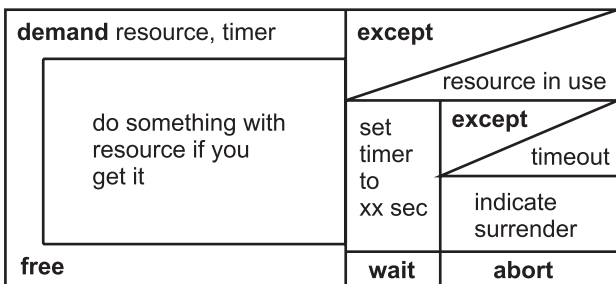 demand resource, timer
do something with
resource if you
get it
free
except
resource in use
set
timer
to
xx sec
wait
except
timeout
indicate
surrender
abort